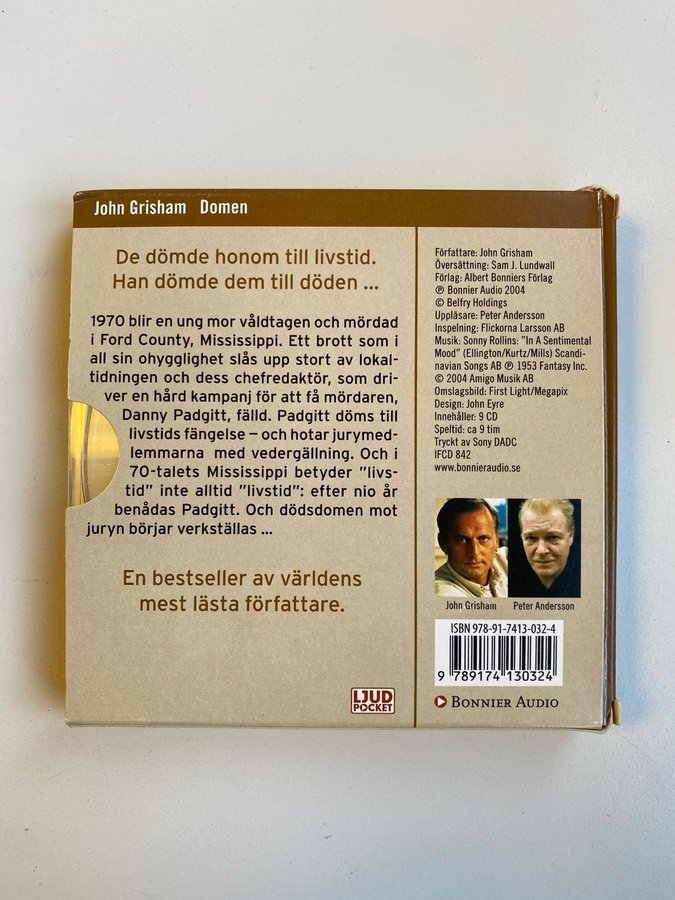 John Grisham Domen
De dömde honom till livstid.
Han dömde dem till döden ...
1970 blir en ung mor våldtagen och mördad
i Ford County, Mississippi. Ett brott som i
all sin ohygglighet slås upp stort av lokal-
tidningen och dess chefredaktör, som dri-
ver en hård kampanj för att få mördaren,
Danny Padgitt, fälld. Padgitt döms till
livstids fängelse – och hotar jurymed-
lemmarna med vedergällning. Och i
70-talets Mississippi betyder "livs-
tid" inte alltid "livstid": efter nio år
benådas Padgitt. Och dödsdomen mot
juryn börjar verkställas ...
En bestseller av världens
mest lästa författare.
LJUD
POCKET
Författare: John Grisham
Översättning: Sam J. Lundwall
Förlag: Albert Bonniers Förlag
℗ Bonnier Audio 2004
© Belfry Holdings
Uppläsare: Peter Andersson
Inspelning: Flickorna Larsson AB
Musik: Sonny Rollins: "In A Sentimental
Mood" (Ellington/Kurtz/Mills) Scandi-
navian Songs AB ℗ 1953 Fantasy Inc.
© 2004 Amigo Musik AB
Omslagsbild: First Light/Megapix
Design: John Eyre
Innehåller: 9 CD
Speltid: ca 9 tim
Tryckt av Sony DADC
IFCD 842
www.bonnieraudio.se
John Grisham Peter Andersson
ISBN 978-91-7413-032-4
9 789174 130324
BONNIER AUDIO